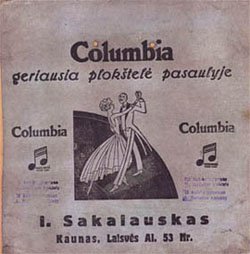 Columbia
geriausia plokštelė pasaulyje
Columbia
Columbia
i. Sakalauskas
Kaunas, Laisvės Al. 53 Nr.